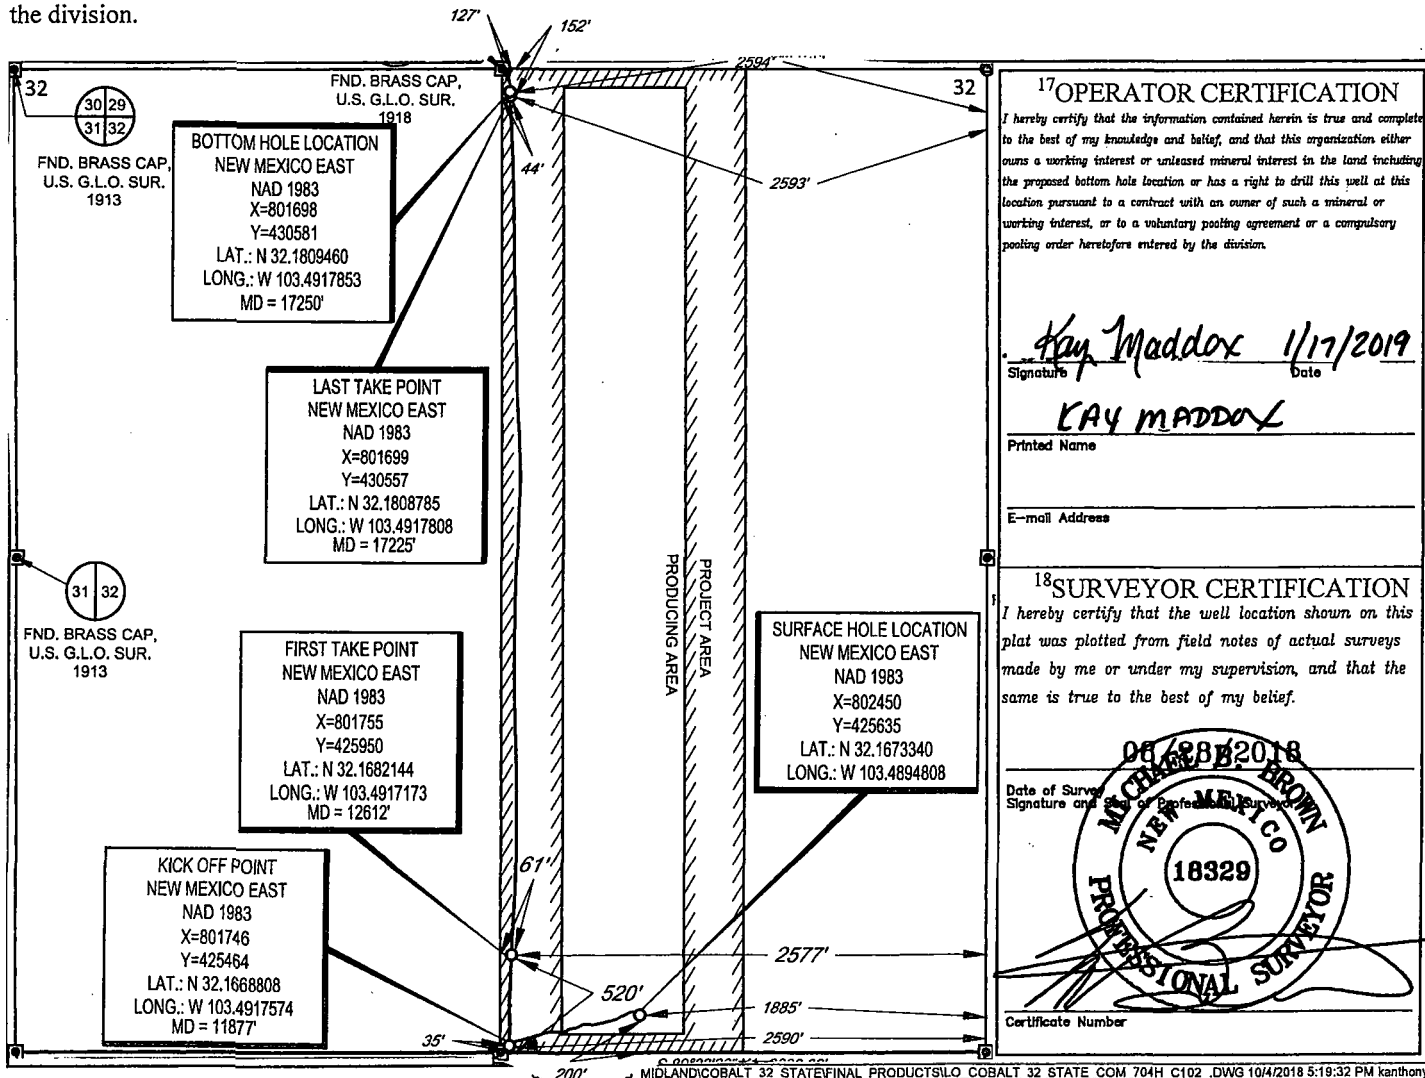 the division.
127'
152'
2594'
32
30 29
31 32
FND. BRASS CAP,
U.S. G.L.O. SUR.
1913
FND. BRASS CAP,
U.S. G.L.O. SUR.
1918
32
44'
2593'
BOTTOM HOLE LOCATION
NEW MEXICO EAST
NAD 1983
X=801698
Y=430581
LAT.: N 32.1809460
LONG.: W 103.4917853
MD = 17250'
LAST TAKE POINT
NEW MEXICO EAST
NAD 1983
X=801699
Y=430557
LAT.: N 32.1808785
LONG.: W 103.4917808
MD = 17225'
31 32
FND. BRASS CAP,
U.S. G.L.O. SUR.
1913
PROJECT AREA
PRODUCING AREA
FIRST TAKE POINT
NEW MEXICO EAST
NAD 1983
X=801755
Y=425950
LAT.: N 32.1682144
LONG.: W 103.4917173
MD = 12612'
SURFACE HOLE LOCATION
NEW MEXICO EAST
NAD 1983
X=802450
Y=425635
LAT.: N 32.1673340
LONG.: W 103.4894808
KICK OFF POINT
NEW MEXICO EAST
NAD 1983
X=801746
Y=425464
LAT.: N 32.1668808
LONG.: W 103.4917574
MD = 11877'
61'
2577'
520'
1885'
2590'
35'
200'
17 OPERATOR CERTIFICATION
I hereby certify that the information contained herein is true and complete
to the best of my knowledge and belief, and that this organization either
owns a working interest or unleased mineral interest in the land including
the proposed bottom hole location or has a right to drill this well at this
location pursuant to a contract with an owner of such a mineral or
working interest, or to a voluntary pooling agreement or a compulsory
pooling order heretofore entered by the division.
Kay Maddox 1/17/2019
Signature Date
KAY MADDOX
Printed Name
E-mail Address
18 SURVEYOR CERTIFICATION
I hereby certify that the well location shown on this
plat was plotted from field notes of actual surveys
made by me or under my supervision, and that the
same is true to the best of my belief.
2018
Date of Survey
Signature and Seal of Professional Surveyor
MICHAEL B. BROWN
NEW MEXICO
18329
PROFESSIONAL SURVEYOR
Certificate Number
MIDLAND\COBALT 32 STATE\FINAL PRODUCTS\LO COBALT 32 STATE COM 704H C102 .DWG 10/4/2018 5:19:32 PM kanthony